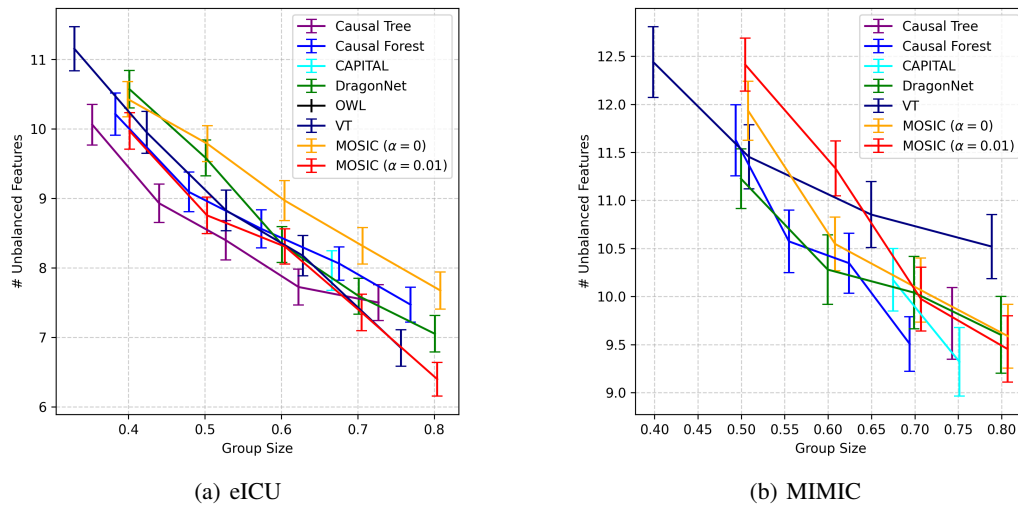 Causal Tree
Causal Forest
CAPITAL
DragonNet
OWL
VT
MOSIC (α = 0)
MOSIC (α = 0.01)
11
10
9
8
7
6
# Unbalanced Features
0.4 0.5 0.6 0.7 0.8
Group Size
(a) eICU
Causal Tree
Causal Forest
CAPITAL
DragonNet
VT
MOSIC (α = 0)
MOSIC (α = 0.01)
12.5
12.0
11.5
11.0
10.5
10.0
9.5
9.0
# Unbalanced Features
0.40 0.45 0.50 0.55 0.60 0.65 0.70 0.75 0.80
Group Size
(b) MIMIC